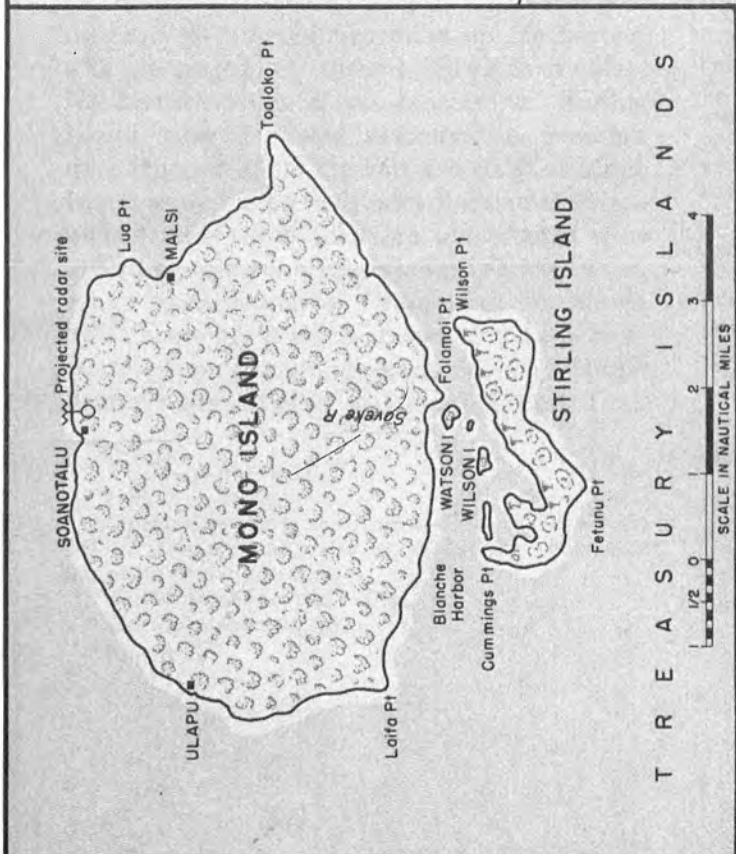 SOANOTALU
Projected radar site
Lua Pt
MALSI
Toaloko Pt
ULAPU
MONO ISLAND
Saveke R
Laifa Pt
Falamai Pt
WATSON I
WILSON I
Wilson Pt
Blanche
Harbor
Cummings Pt
STIRLING ISLAND
Fetunu Pt
TREASURY ISLANDS
1 1/2 0 1 2 3 4
SCALE IN NAUTICAL MILES